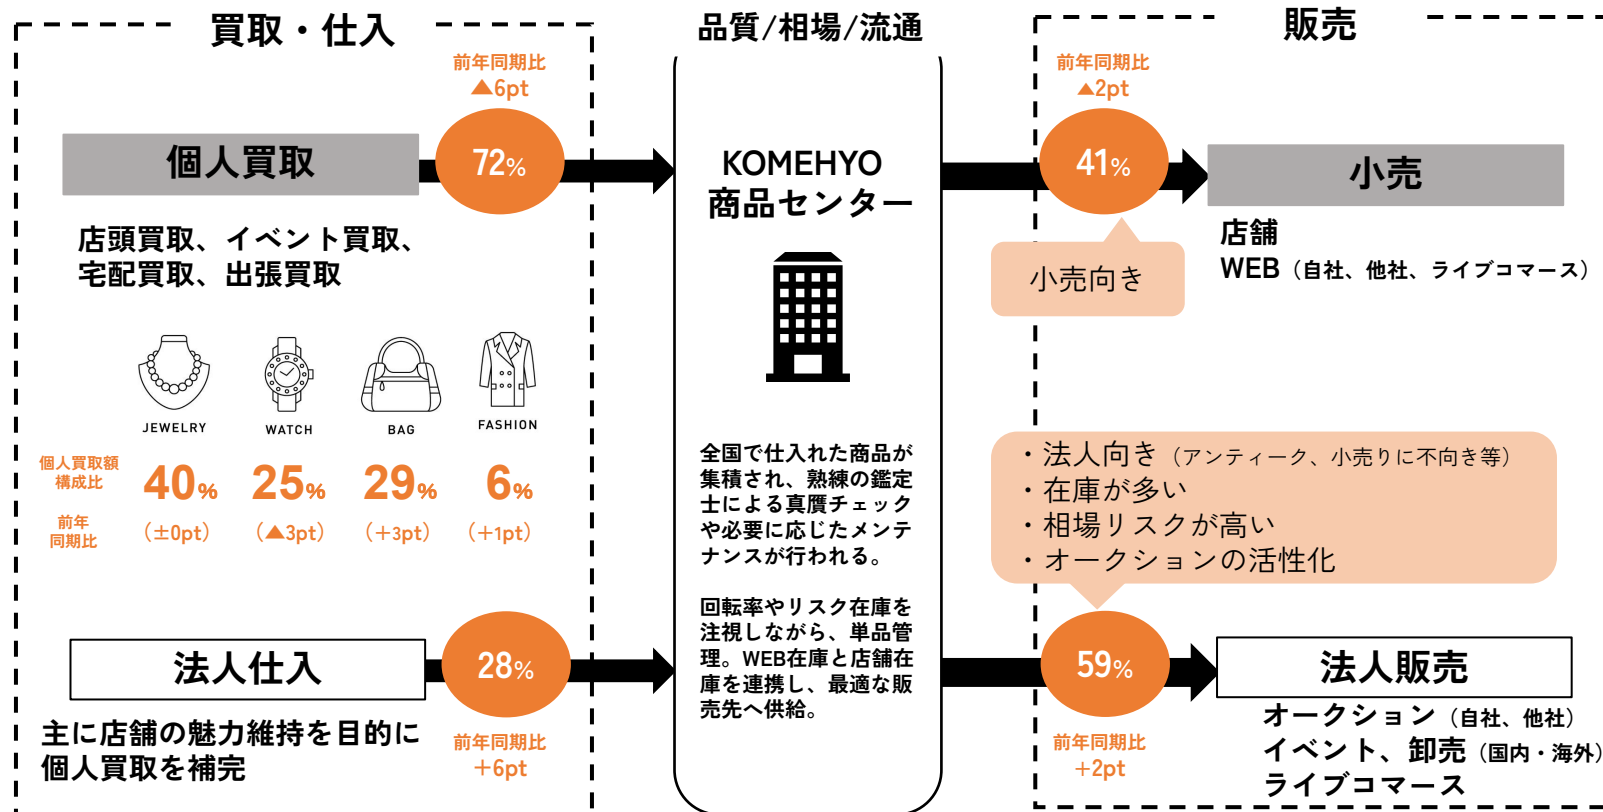 買取・仕入
前年同期比
▲6pt
個人買取
72%
店頭買取、イベント買取、
宅配買取、出張買取
JEWELRY
WATCH
BAG
FASHION
個人買取額
構成比
40%
25%
29%
6%
前年
同期比
(±0pt)
(▲3pt)
(+3pt)
(+1pt)
法人仕入
28%
主に店舗の魅力維持を目的に
個人買取を補完
前年同期比
+6pt
品質/相場/流通
KOMEHYO
商品センター
全国で仕入れた商品が
集積され、熟練の鑑定
士による真贋チェック
や必要に応じたメンテ
ナンスが行われる。
回転率やリスク在庫を
注視しながら、単品管
理。WEB在庫と店舗在
庫を連携し、最適な販
売先へ供給。
販売
前年同期比
▲2pt
41%
小売
小売向き
店舗
WEB（自社、他社、ライブコマース）
・法人向き（アンティーク、小売りに不向き等）
・在庫が多い
・相場リスクが高い
・オークションの活性化
59%
法人販売
前年同期比
+2pt
オークション（自社、他社）
イベント、卸売（国内・海外）
ライブコマース